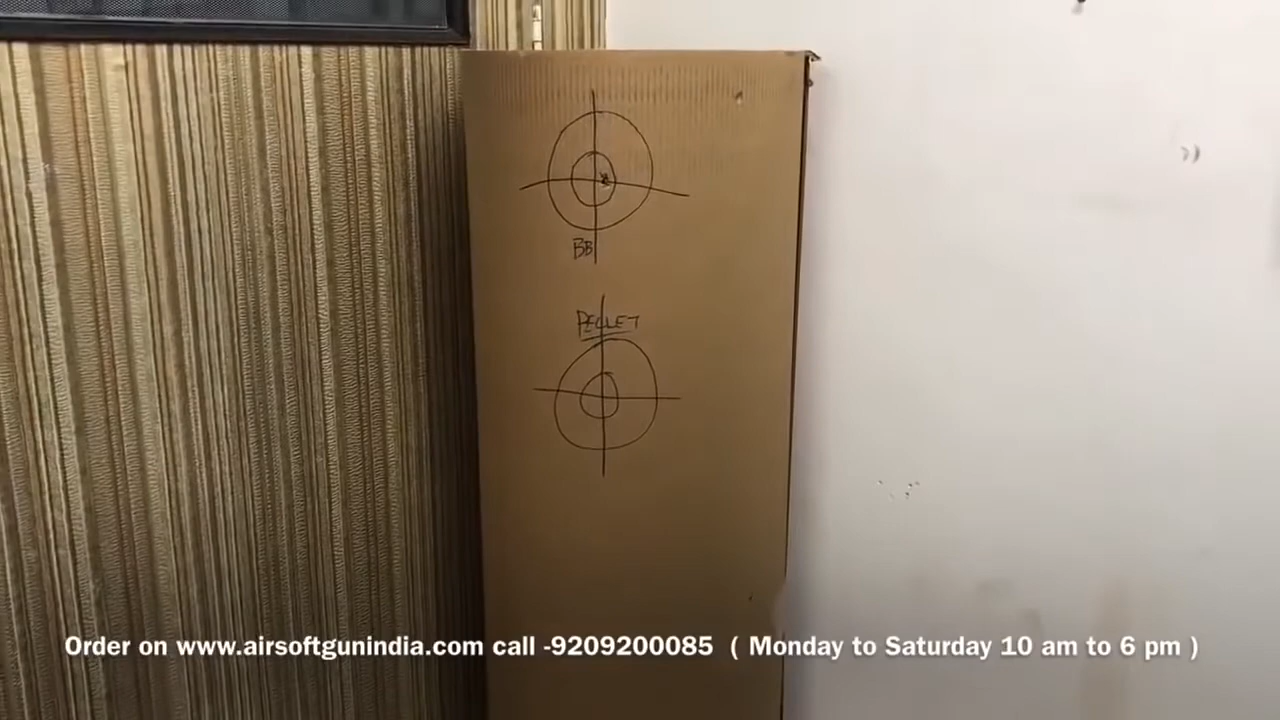 BB
PELLET
Order on www.airsoftgunindia.com call -9209200085 ( Monday to Saturday 10 am to 6 pm )